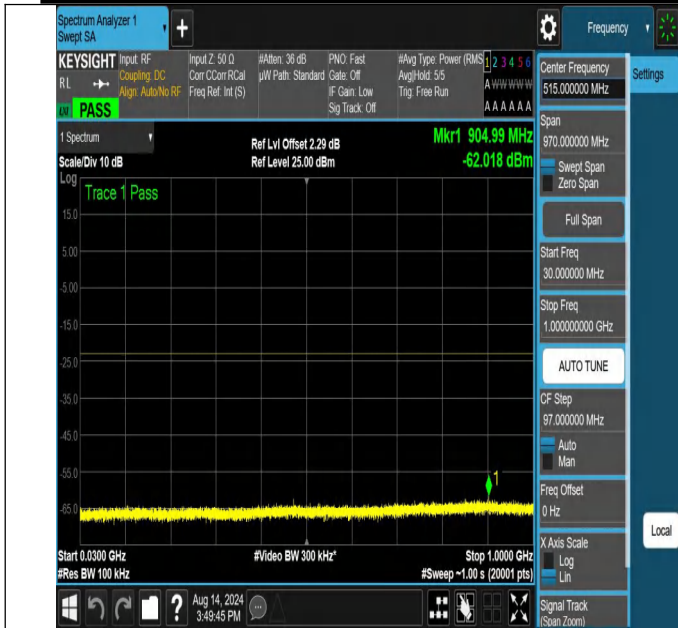 Spectrum Analyzer 1
Swept SA
+
Frequency
KEYSIGHT
RL
PASS
Input: RF
Coupling: DC
Align: Auto/No RF
Input Z: 50 Ω
Corr CCorr RCal
Freq Ref: Int (S)
#Atten: 36 dB
µW Path: Standard
PNO: Fast
Gate: Off
IF Gain: Low
Sig Track: Off
#Avg Type: Power (RMS
Avg|Hold: 5/5
Trig: Free Run
1 2 3 4 5 6
A W W W W W
A A A A A A
1 Spectrum
Scale/Div 10 dB
Ref Lvl Offset 2.29 dB
Ref Level 25.00 dBm
Mkr1 904.99 MHz
-62.018 dBm
Log
Trace 1 Pass
15.0
5.00
-5.00
-15.0
-25.0
-35.0
-45.0
-55.0
-65.0
1
Start 0.0300 GHz
#Res BW 100 kHz
#Video BW 300 kHz*
Stop 1.0000 GHz
#Sweep ~1.00 s (20001 pts)
Aug 14, 2024
3:49:45 PM
?
Center Frequency
515.000000 MHz
Span
970.000000 MHz
Swept Span
Zero Span
Full Span
Start Freq
30.000000 MHz
Stop Freq
1.000000000 GHz
AUTO TUNE
CF Step
97.000000 MHz
Auto
Man
Freq Offset
0 Hz
X Axis Scale
Log
Lin
Signal Track
(Span Zoom)
Settings
Local